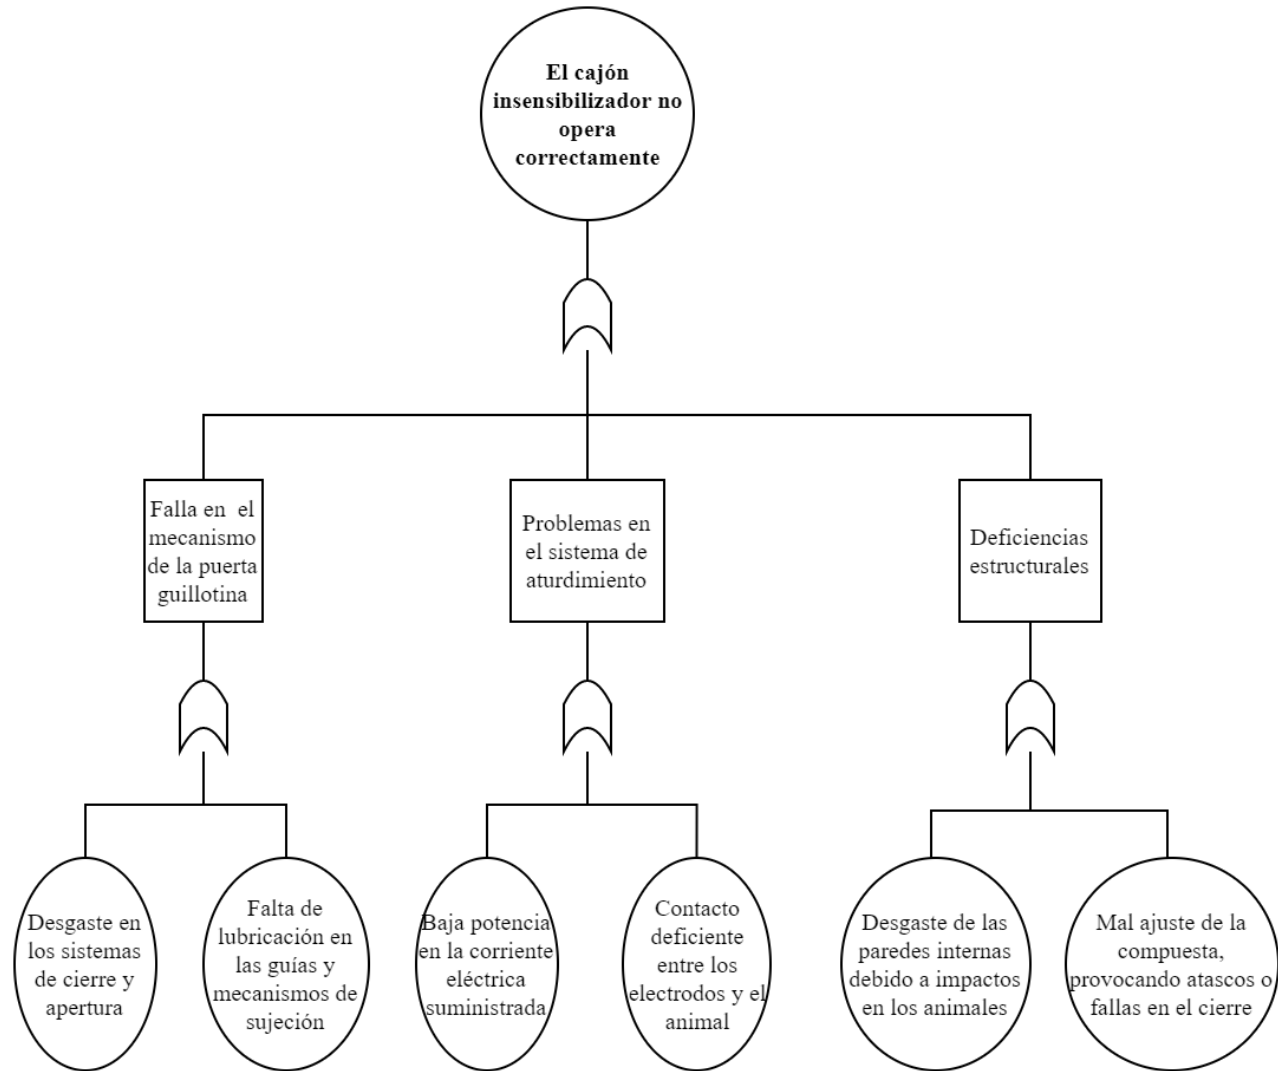 El cajón
insensibilizador no
opera
correctamente
Falla en  el
mecanismo
de la puerta
guillotina
Problemas en
el sistema de
aturdimiento
Deficiencias
estructurales
Desgaste en
los sistemas
de cierre y
apertura
Falta de
lubricación en
las guías y
mecanismos de
sujeción
Baja potencia
en la corriente
eléctrica
suministrada
Contacto
deficiente
entre los
electrodos y el
animal
Desgaste de las
paredes internas
debido a impactos
en los animales
Mal ajuste de la
compuesta,
provocando atascos o
fallas en el cierre